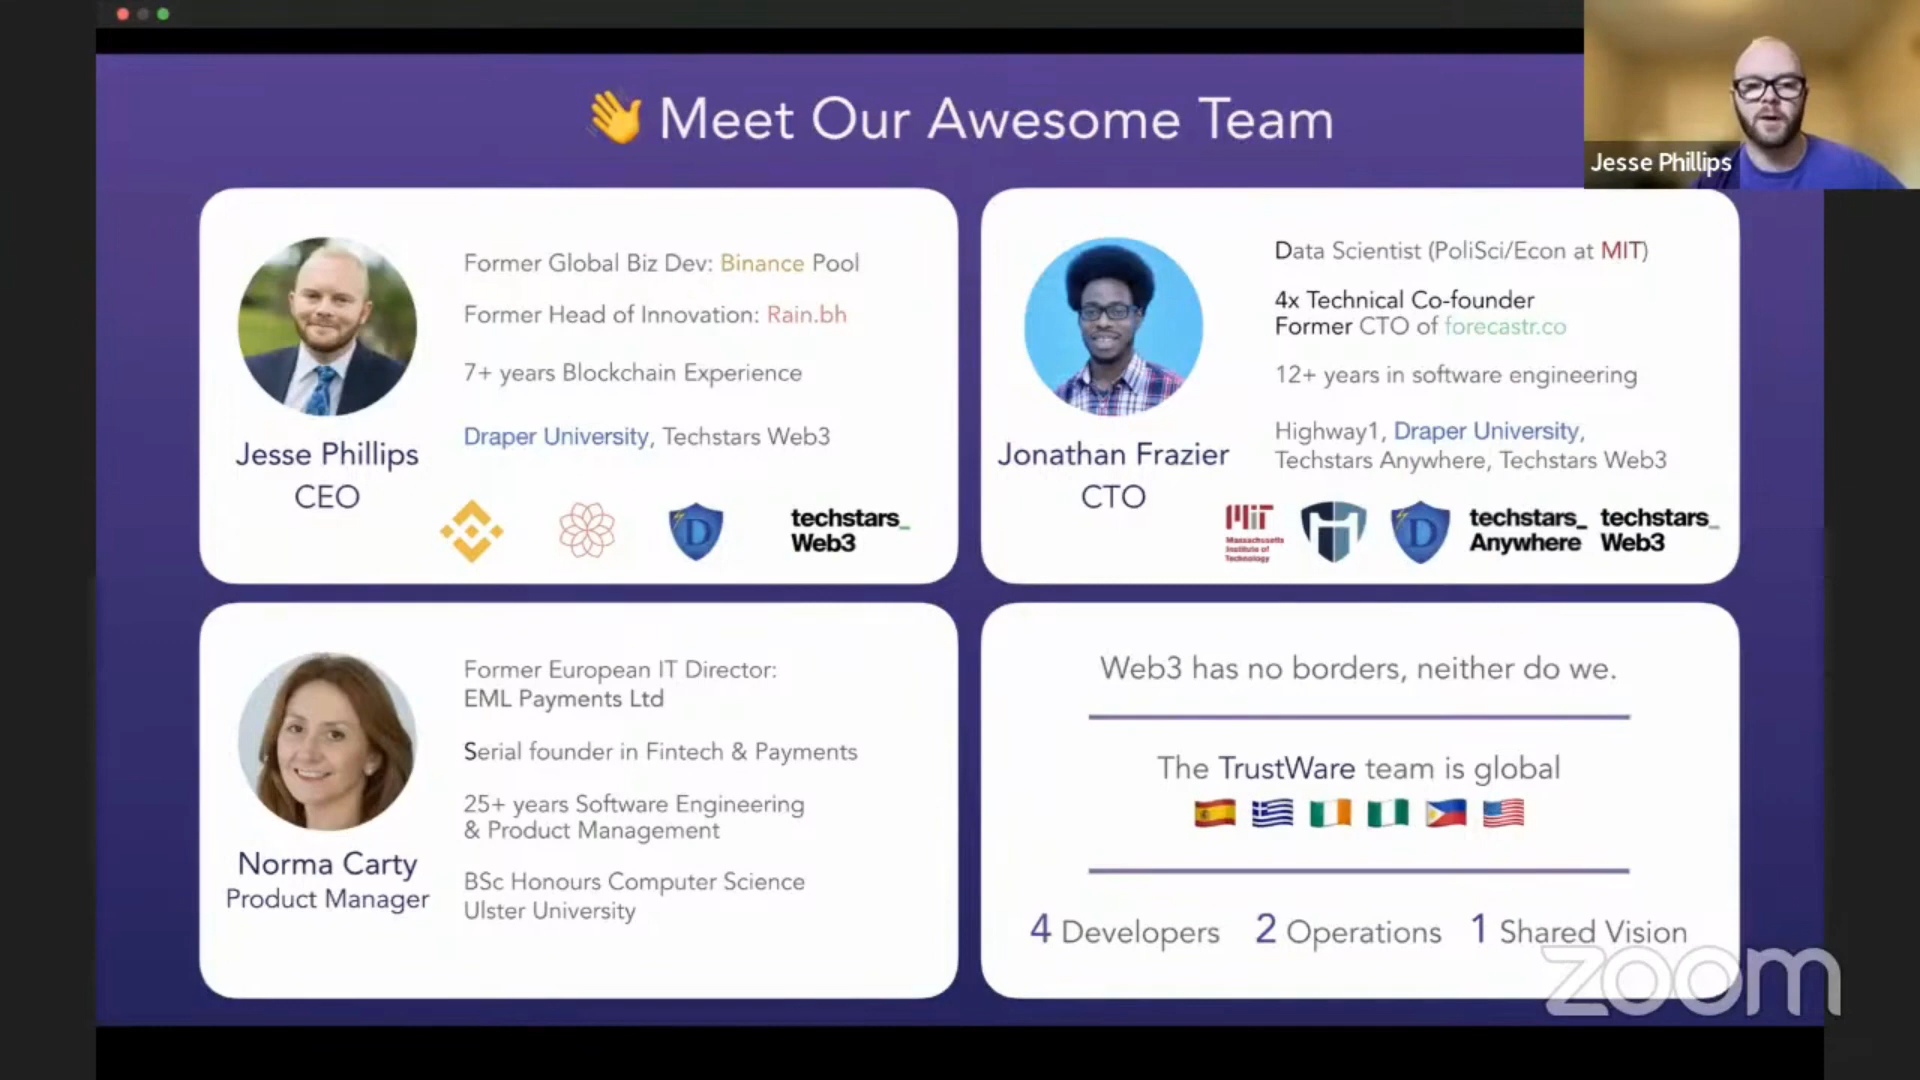 👋 Meet Our Awesome Team
Jesse Phillips
Former Global Biz Dev: Binance Pool
Former Head of Innovation: Rain.bh
7+ years Blockchain Experience
Draper University, Techstars Web3
Jesse Phillips
CEO
D
techstars_
Web3
Data Scientist (PoliSci/Econ at MIT)
4x Technical Co-founder
Former CTO of forecastr.co
12+ years in software engineering
Highway1, Draper University,
Techstars Anywhere, Techstars Web3
Jonathan Frazier
CTO
MIT
Massachusetts
Institute of
Technology
H
D
techstars_
Anywhere
techstars_
Web3
Former European IT Director:
EML Payments Ltd
Serial founder in Fintech & Payments
25+ years Software Engineering
& Product Management
BSc Honours Computer Science
Ulster University
Norma Carty
Product Manager
Web3 has no borders, neither do we.
The TrustWare team is global
4 Developers 2 Operations 1 Shared Vision
zoom